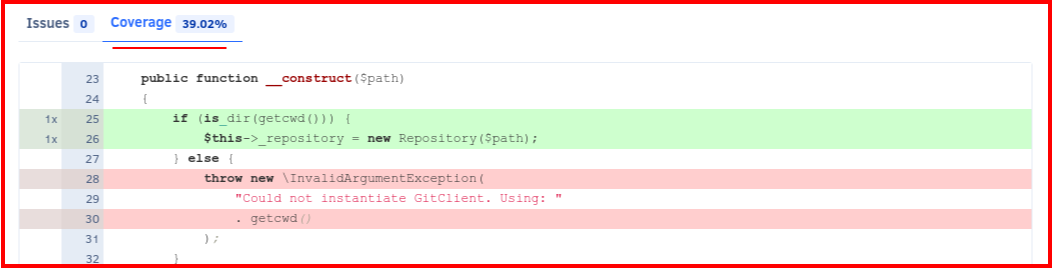 Issues 0 Coverage 39.02%
23 public function __construct($path)
24 {
1x 25 if (is_dir(getcwd())) {
1x 26 $this->_repository = new Repository($path);
27 } else {
28 throw new \InvalidArgumentException(
29 "Could not instantiate GitClient. Using: "
30 . getcwd()
31 );
32 }